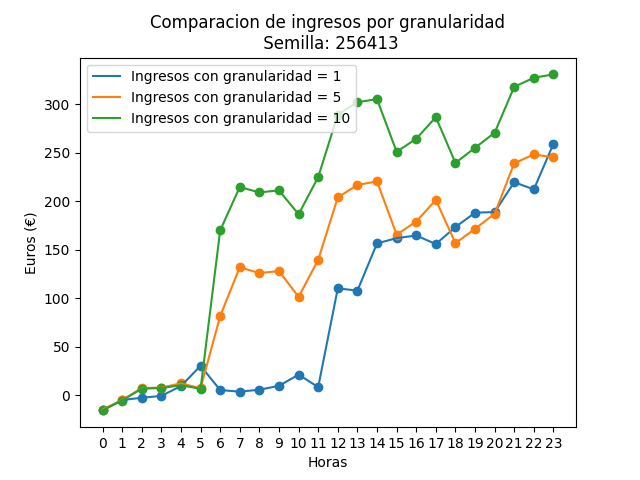 Comparacion de ingresos por granularidad
Semilla: 256413
Ingresos con granularidad = 1
Ingresos con granularidad = 5
Ingresos con granularidad = 10
300
250
200
150
100
50
0
Euros (€)
0 1 2 3 4 5 6 7 8 9 10 11 12 13 14 15 16 17 18 19 20 21 22 23
Horas